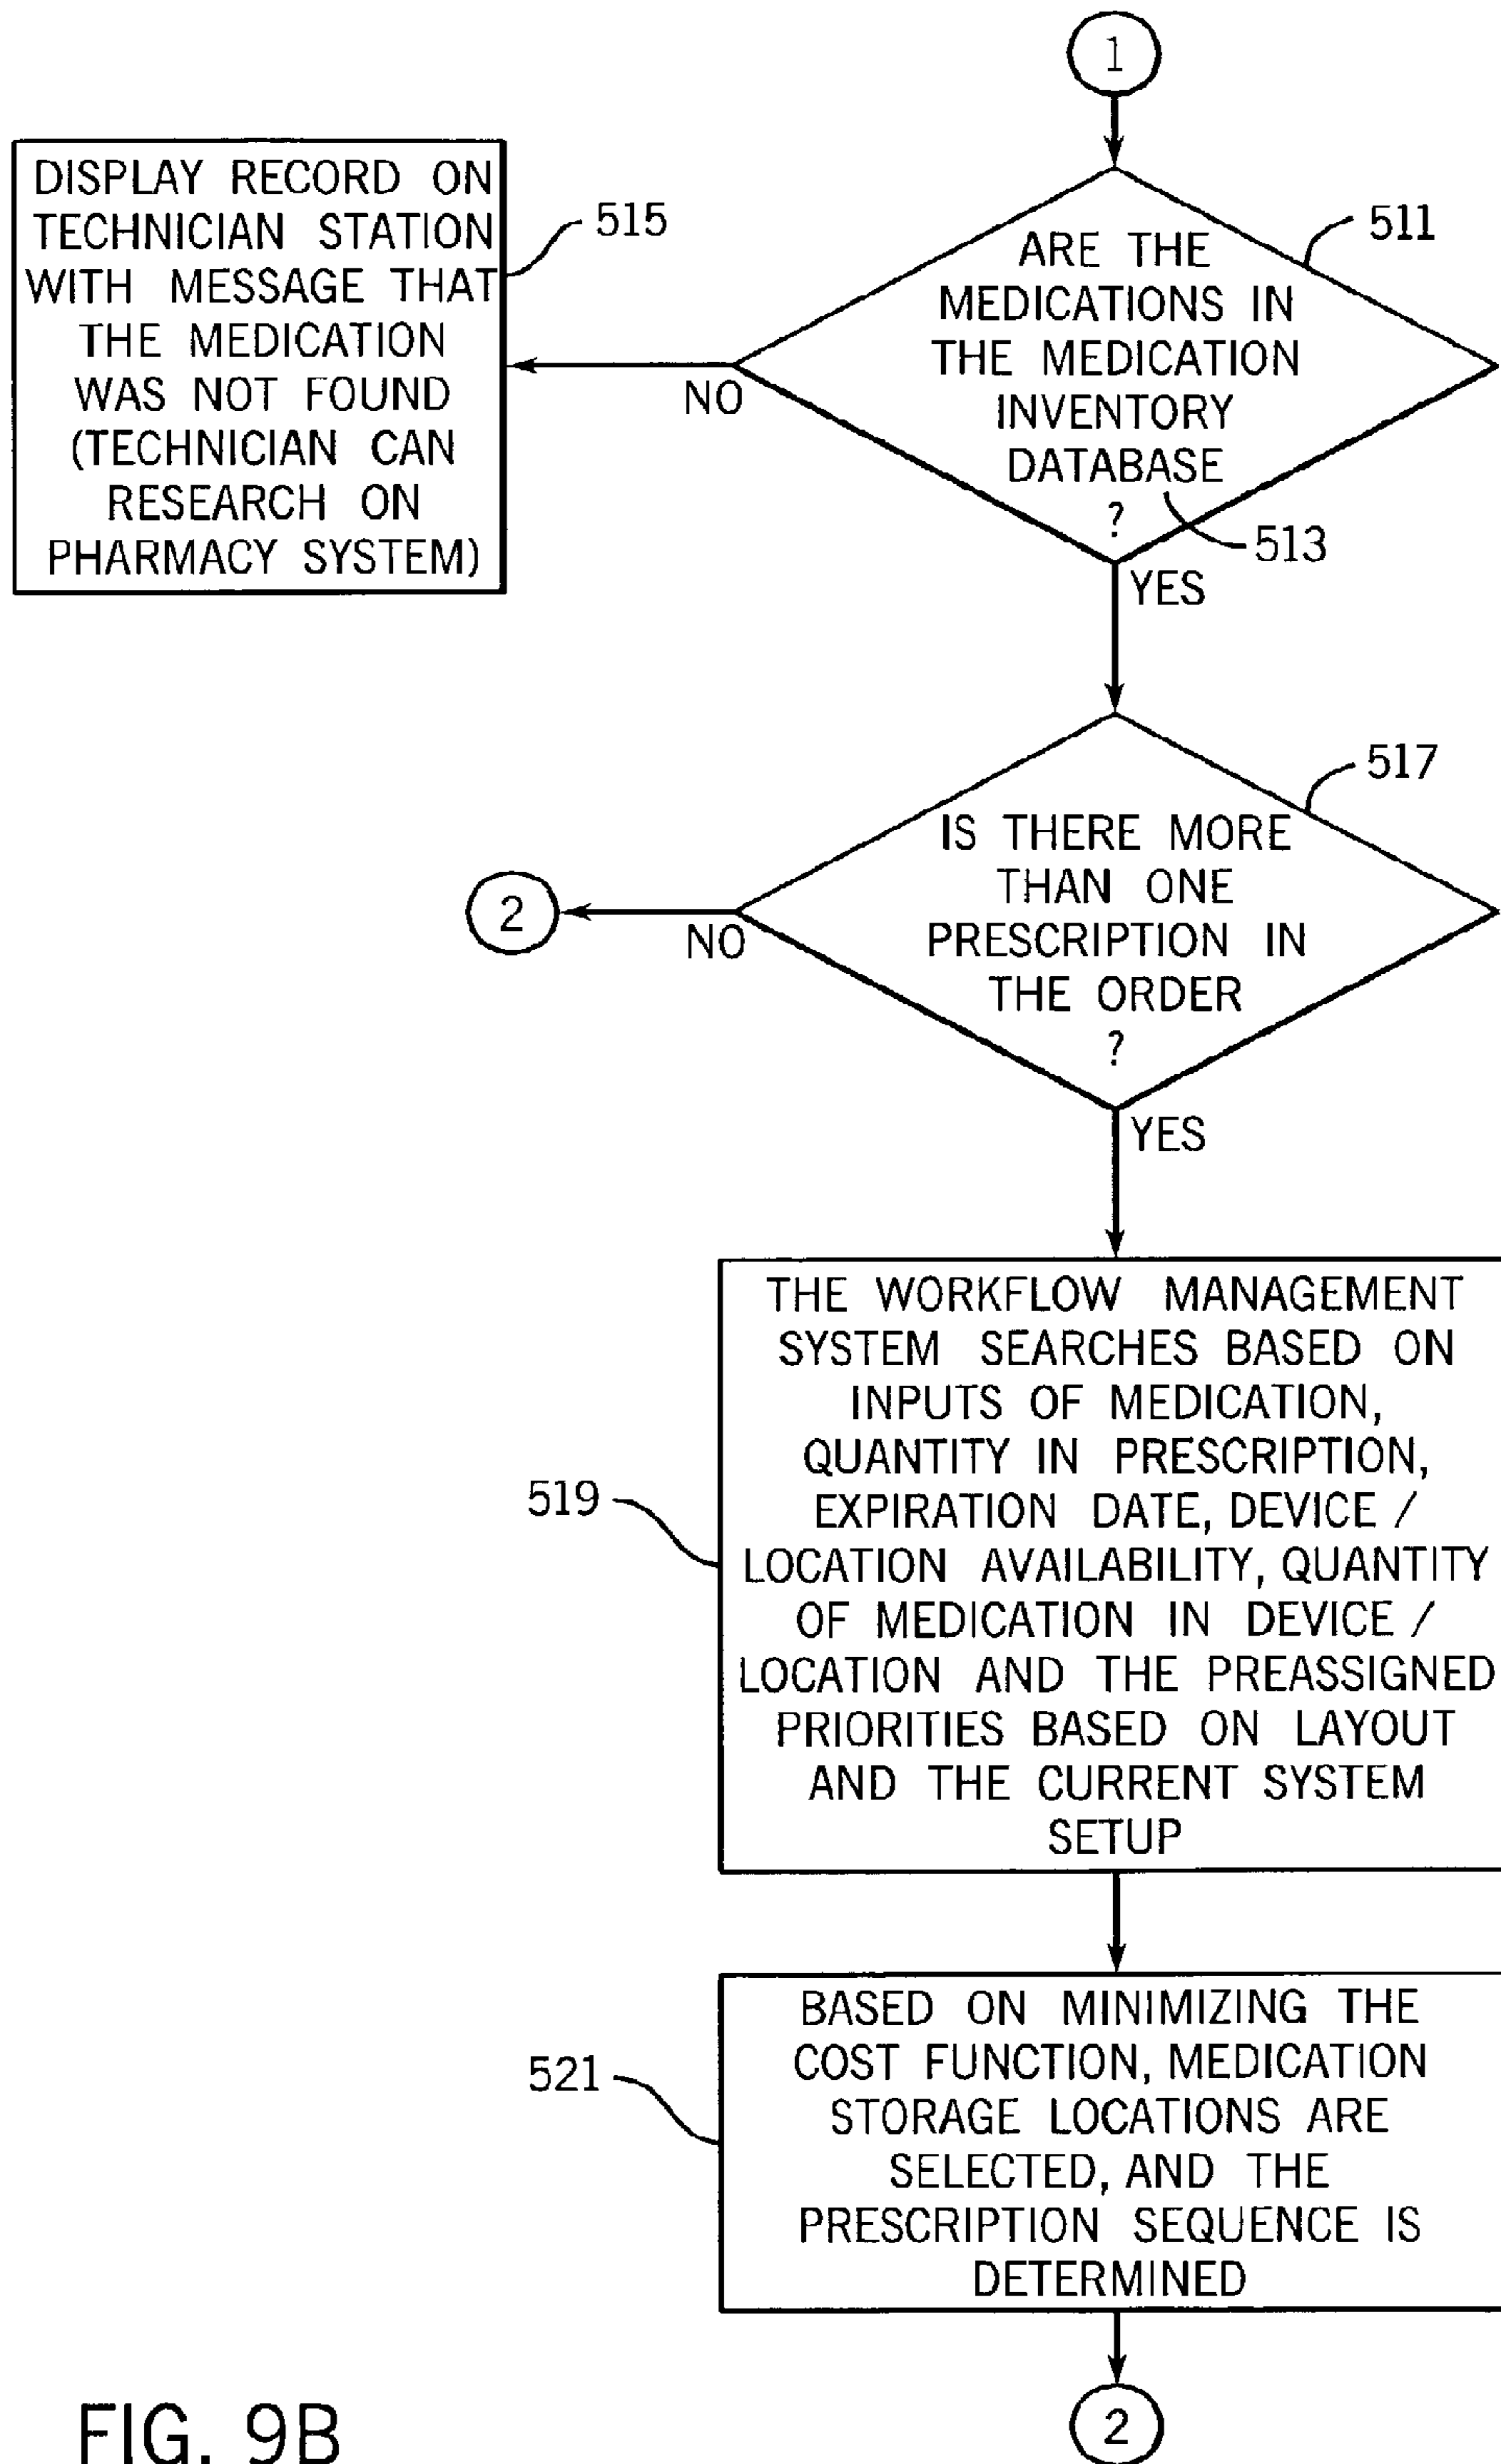 1
DISPLAY RECORD ON
TECHNICIAN STATION
WITH MESSAGE THAT
THE MEDICATION
WAS NOT FOUND
(TECHNICIAN CAN
RESEARCH ON
PHARMACY SYSTEM)
515
ARE THE
MEDICATIONS IN
THE MEDICATION
INVENTORY
DATABASE
?
511
513
NO
YES
IS THERE MORE
THAN ONE
PRESCRIPTION IN
THE ORDER
?
517
2
NO
YES
THE WORKFLOW MANAGEMENT
SYSTEM SEARCHES BASED ON
INPUTS OF MEDICATION,
QUANTITY IN PRESCRIPTION,
EXPIRATION DATE, DEVICE /
LOCATION AVAILABILITY, QUANTITY
OF MEDICATION IN DEVICE /
LOCATION AND THE PREASSIGNED
PRIORITIES BASED ON LAYOUT
AND THE CURRENT SYSTEM
SETUP
519
BASED ON MINIMIZING THE
COST FUNCTION, MEDICATION
STORAGE LOCATIONS ARE
SELECTED, AND THE
PRESCRIPTION SEQUENCE IS
DETERMINED
521
2
FIG. 9B